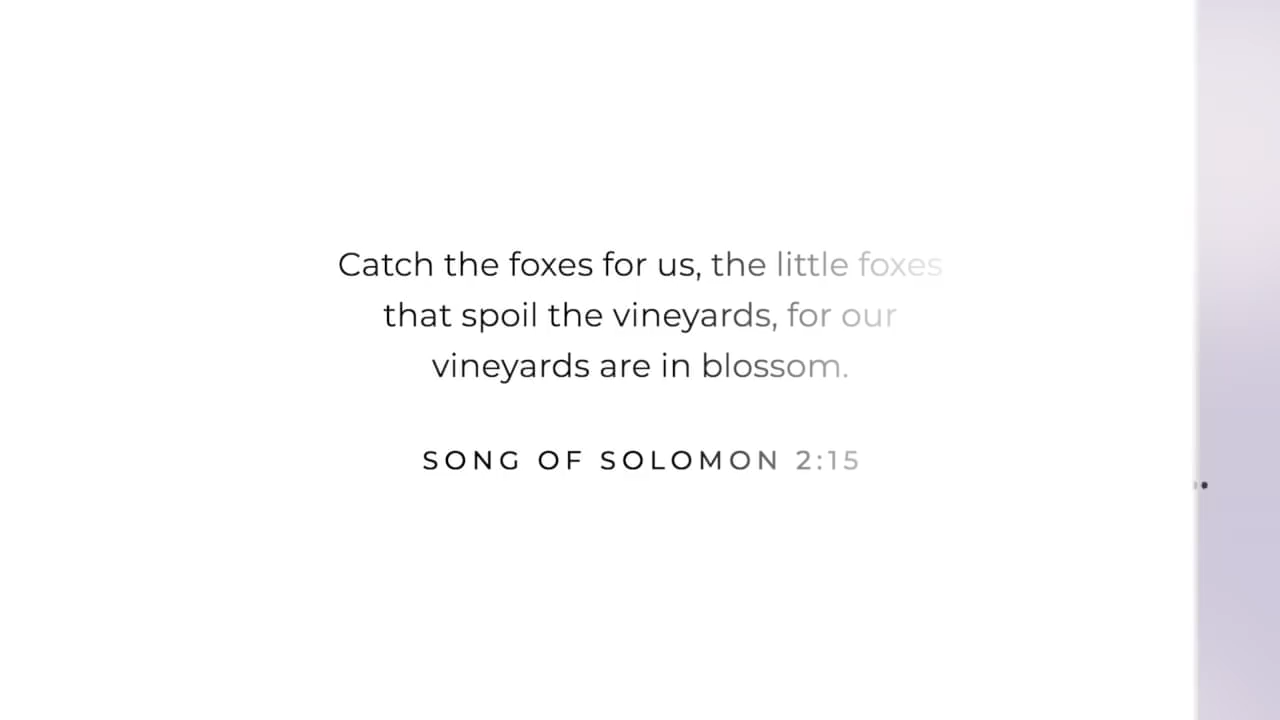 Catch the foxes for us, the little foxes
that spoil the vineyards, for our
vineyards are in blossom.
SONG OF SOLOMON 2:15